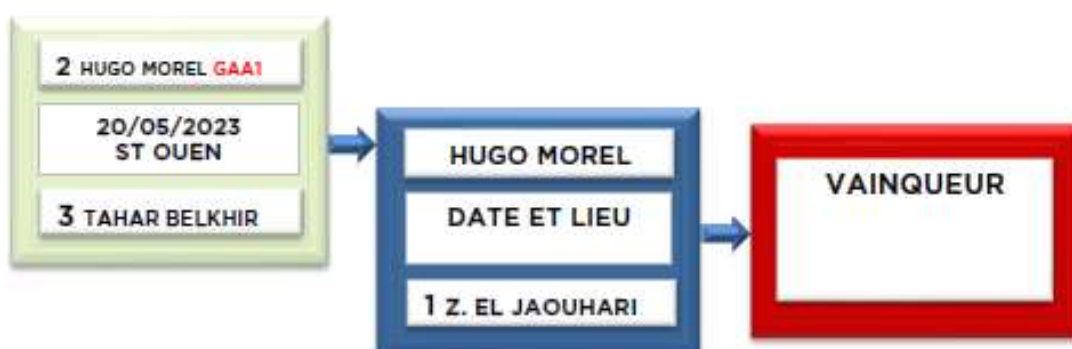 2 HUGO MOREL GAA1
20/05/2023
ST OUEN
3 TAHAR BELKHIR
HUGO MOREL
DATE ET LIEU
1 Z. EL JAOUHARI
VAINQUEUR